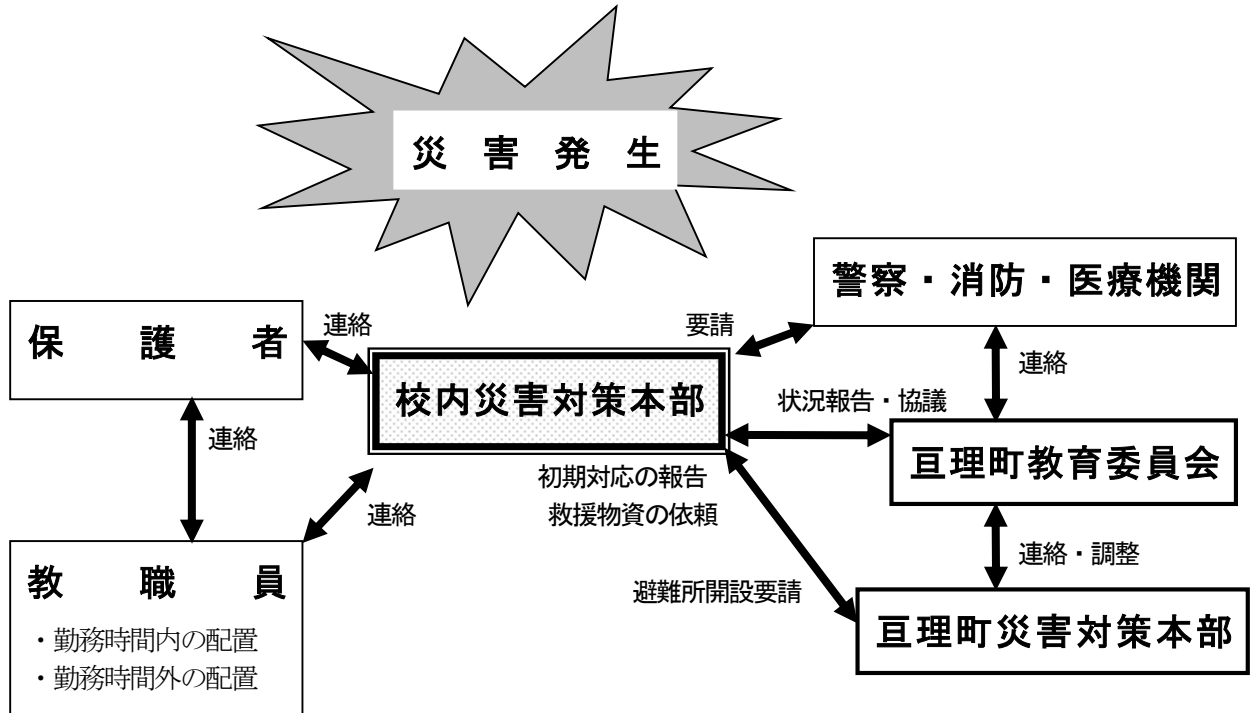 災害発生
警察・消防・医療機関
保護者
連絡
要請
校内災害対策本部
連絡
状況報告・協議
連絡
亘理町教育委員会
初期対応の報告
救援物資の依頼
連絡
連絡・調整
教職員
・勤務時間内の配置
・勤務時間外の配置
避難所開設要請
亘理町災害対策本部